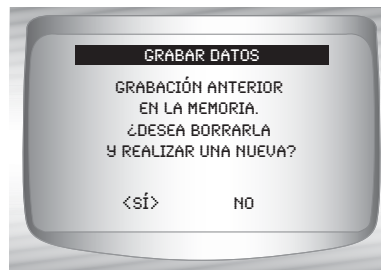 GRABAR DATOS
GRABACIÓN ANTERIOR
EN LA MEMORIA.
¿DESEA BORRARLA
Y REALIZAR UNA NUEVA?
<SÍ> NO